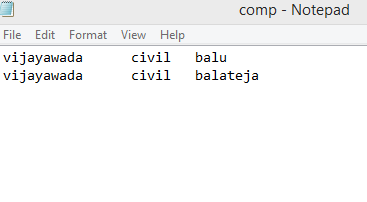 comp - Notepad
File Edit Format View Help
vijayawada civil balu
vijayawada civil balateja